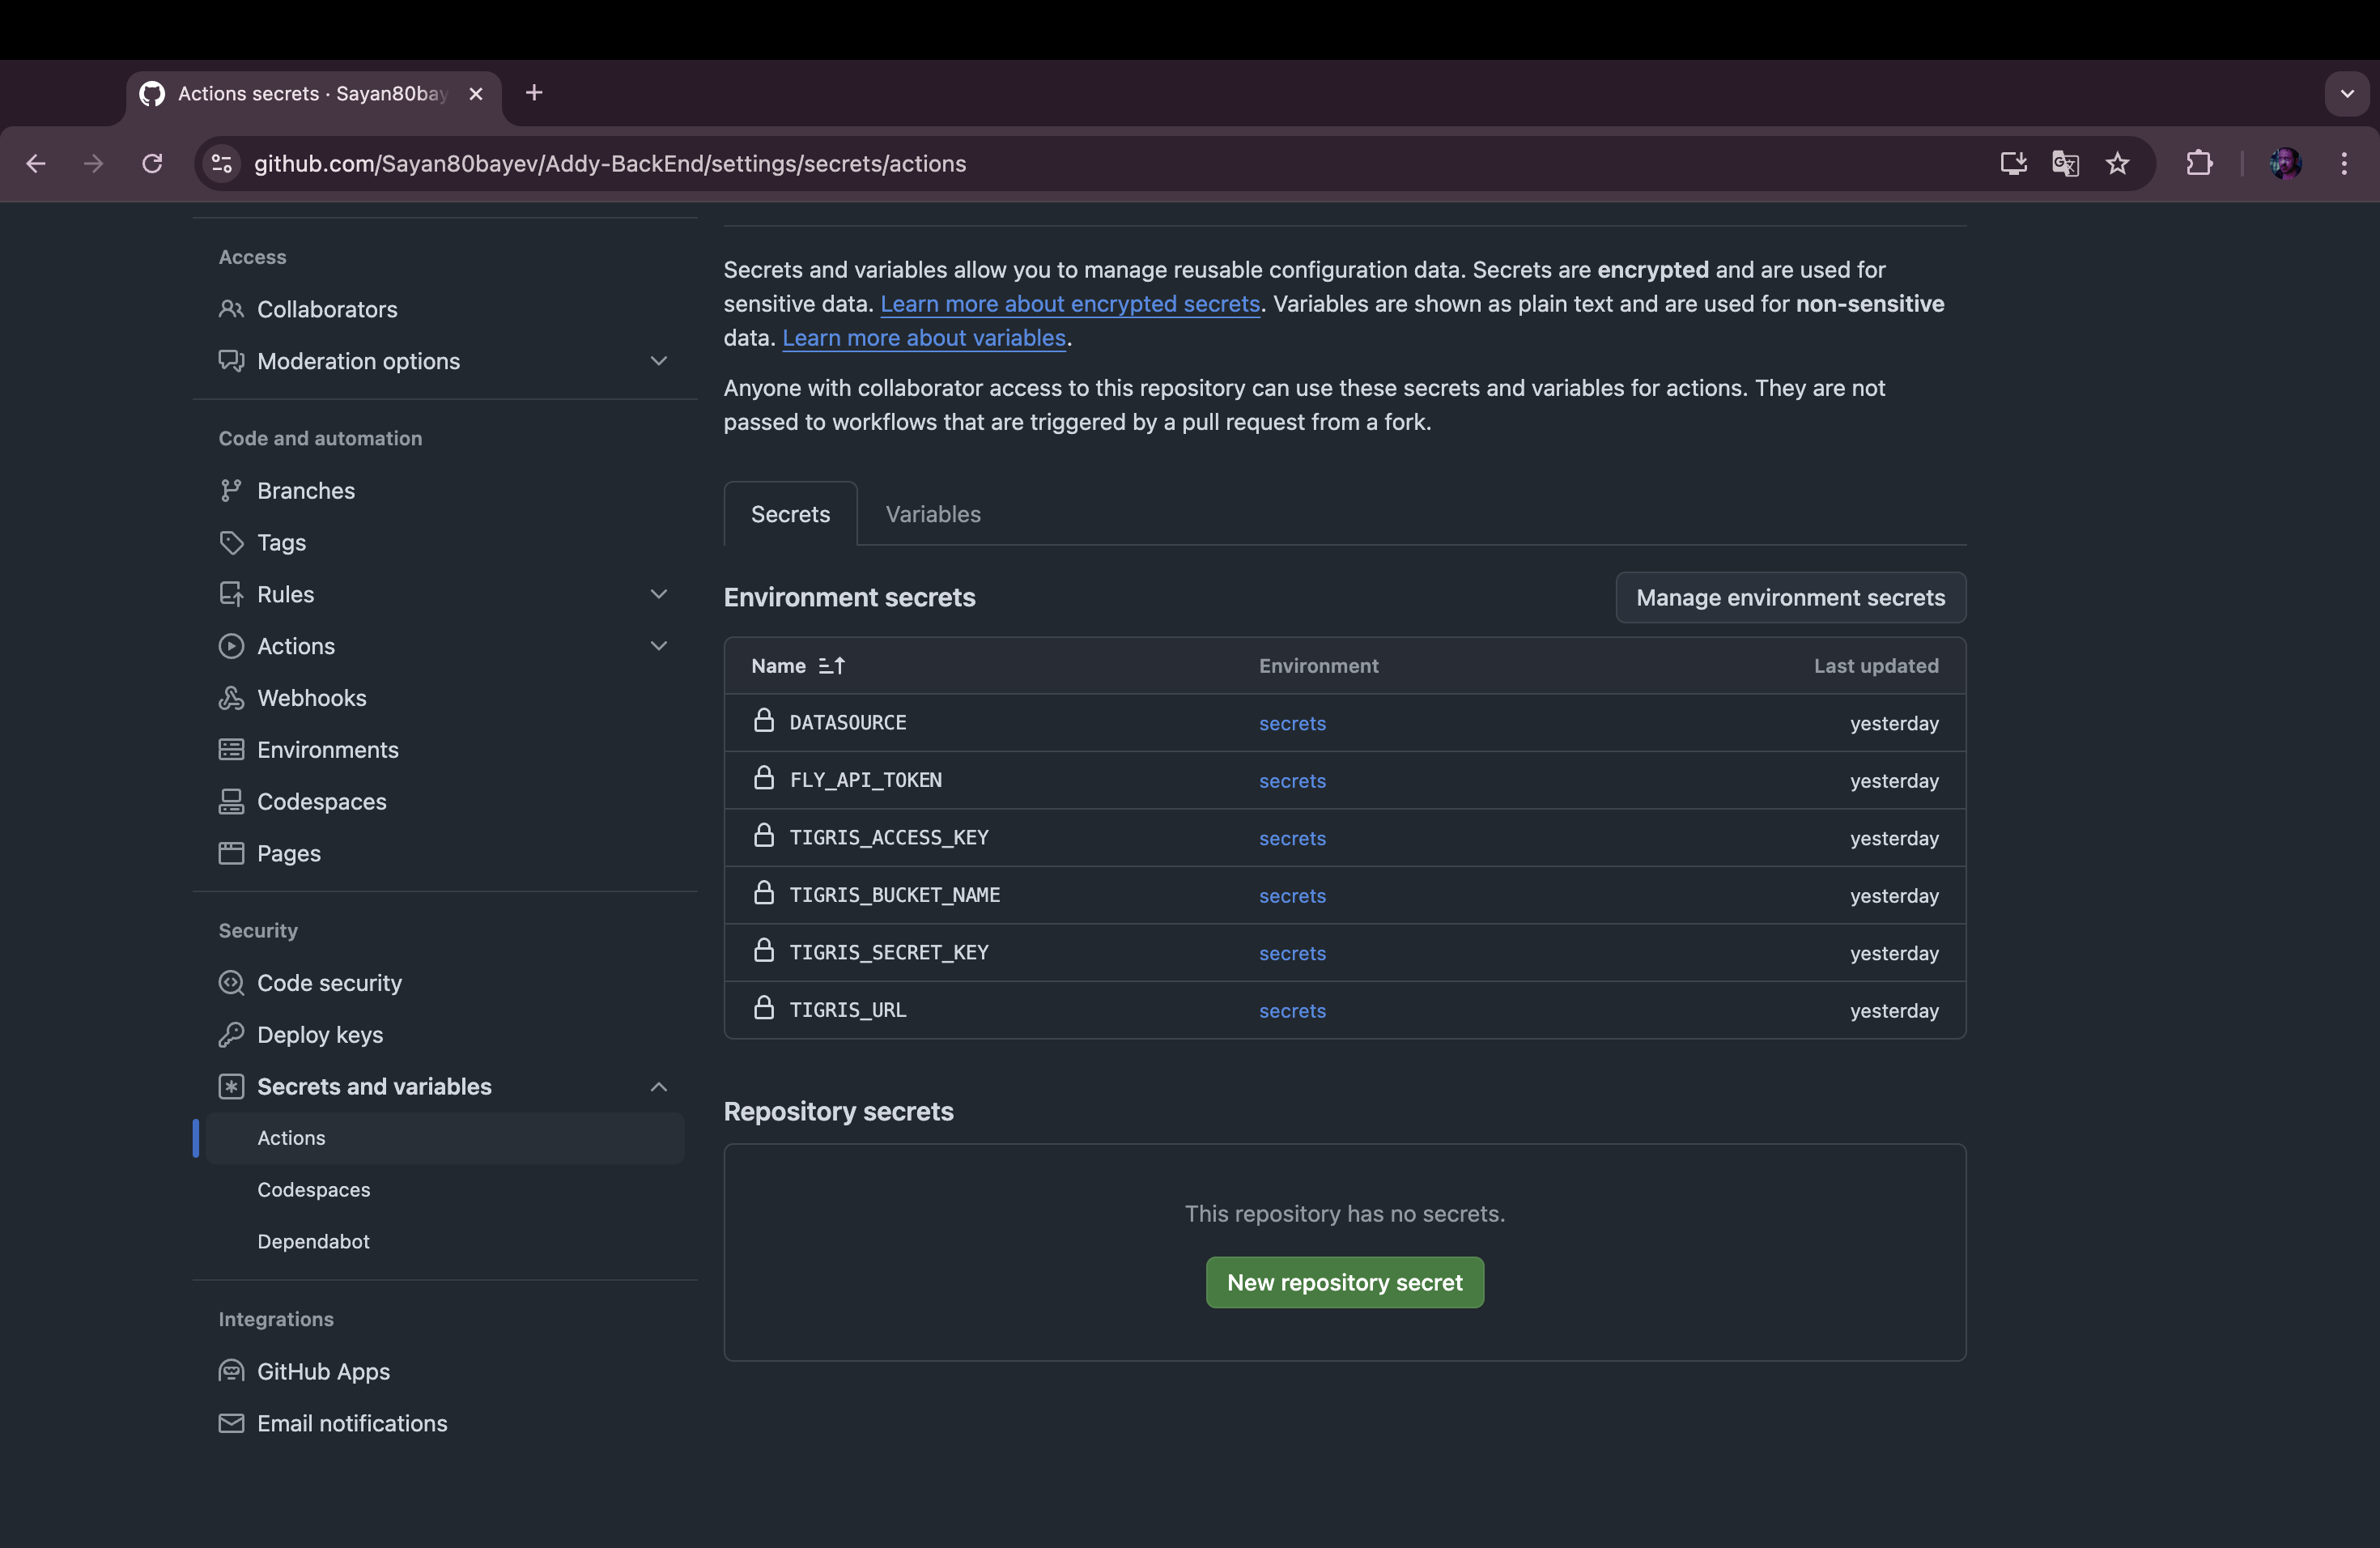 Actions secrets · Sayan80bay
github.com/Sayan80bayev/Addy-BackEnd/settings/secrets/actions
Access
Collaborators
Moderation options
Code and automation
Branches
Tags
Rules
Actions
Webhooks
Environments
Codespaces
Pages
Security
Code security
Deploy keys
Secrets and variables
Actions
Codespaces
Dependabot
Integrations
GitHub Apps
Email notifications
Secrets and variables allow you to manage reusable configuration data. Secrets are encrypted and are used for
sensitive data. Learn more about encrypted secrets. Variables are shown as plain text and are used for non-sensitive
data. Learn more about variables.
Anyone with collaborator access to this repository can use these secrets and variables for actions. They are not
passed to workflows that are triggered by a pull request from a fork.
Secrets Variables
Environment secrets Manage environment secrets
Name Environment Last updated
DATASOURCE secrets yesterday
FLY_API_TOKEN secrets yesterday
TIGRIS_ACCESS_KEY secrets yesterday
TIGRIS_BUCKET_NAME secrets yesterday
TIGRIS_SECRET_KEY secrets yesterday
TIGRIS_URL secrets yesterday
Repository secrets
This repository has no secrets.
New repository secret